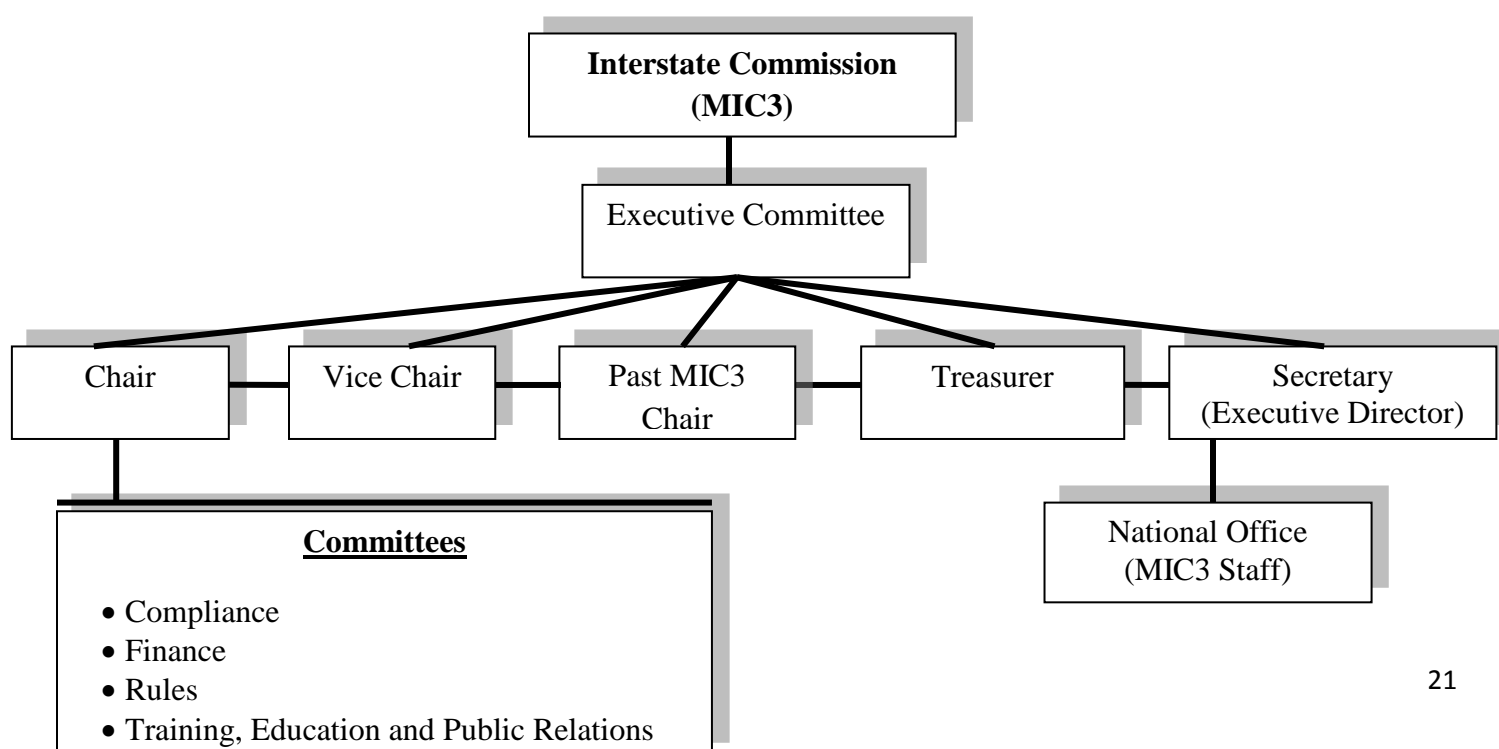 Interstate Commission
(MIC3)
Executive Committee
Chair
Vice Chair
Past MIC3
Chair
Treasurer
Secretary
(Executive Director)
Committees
• Compliance
• Finance
• Rules
• Training, Education and Public Relations
National Office
(MIC3 Staff)
21